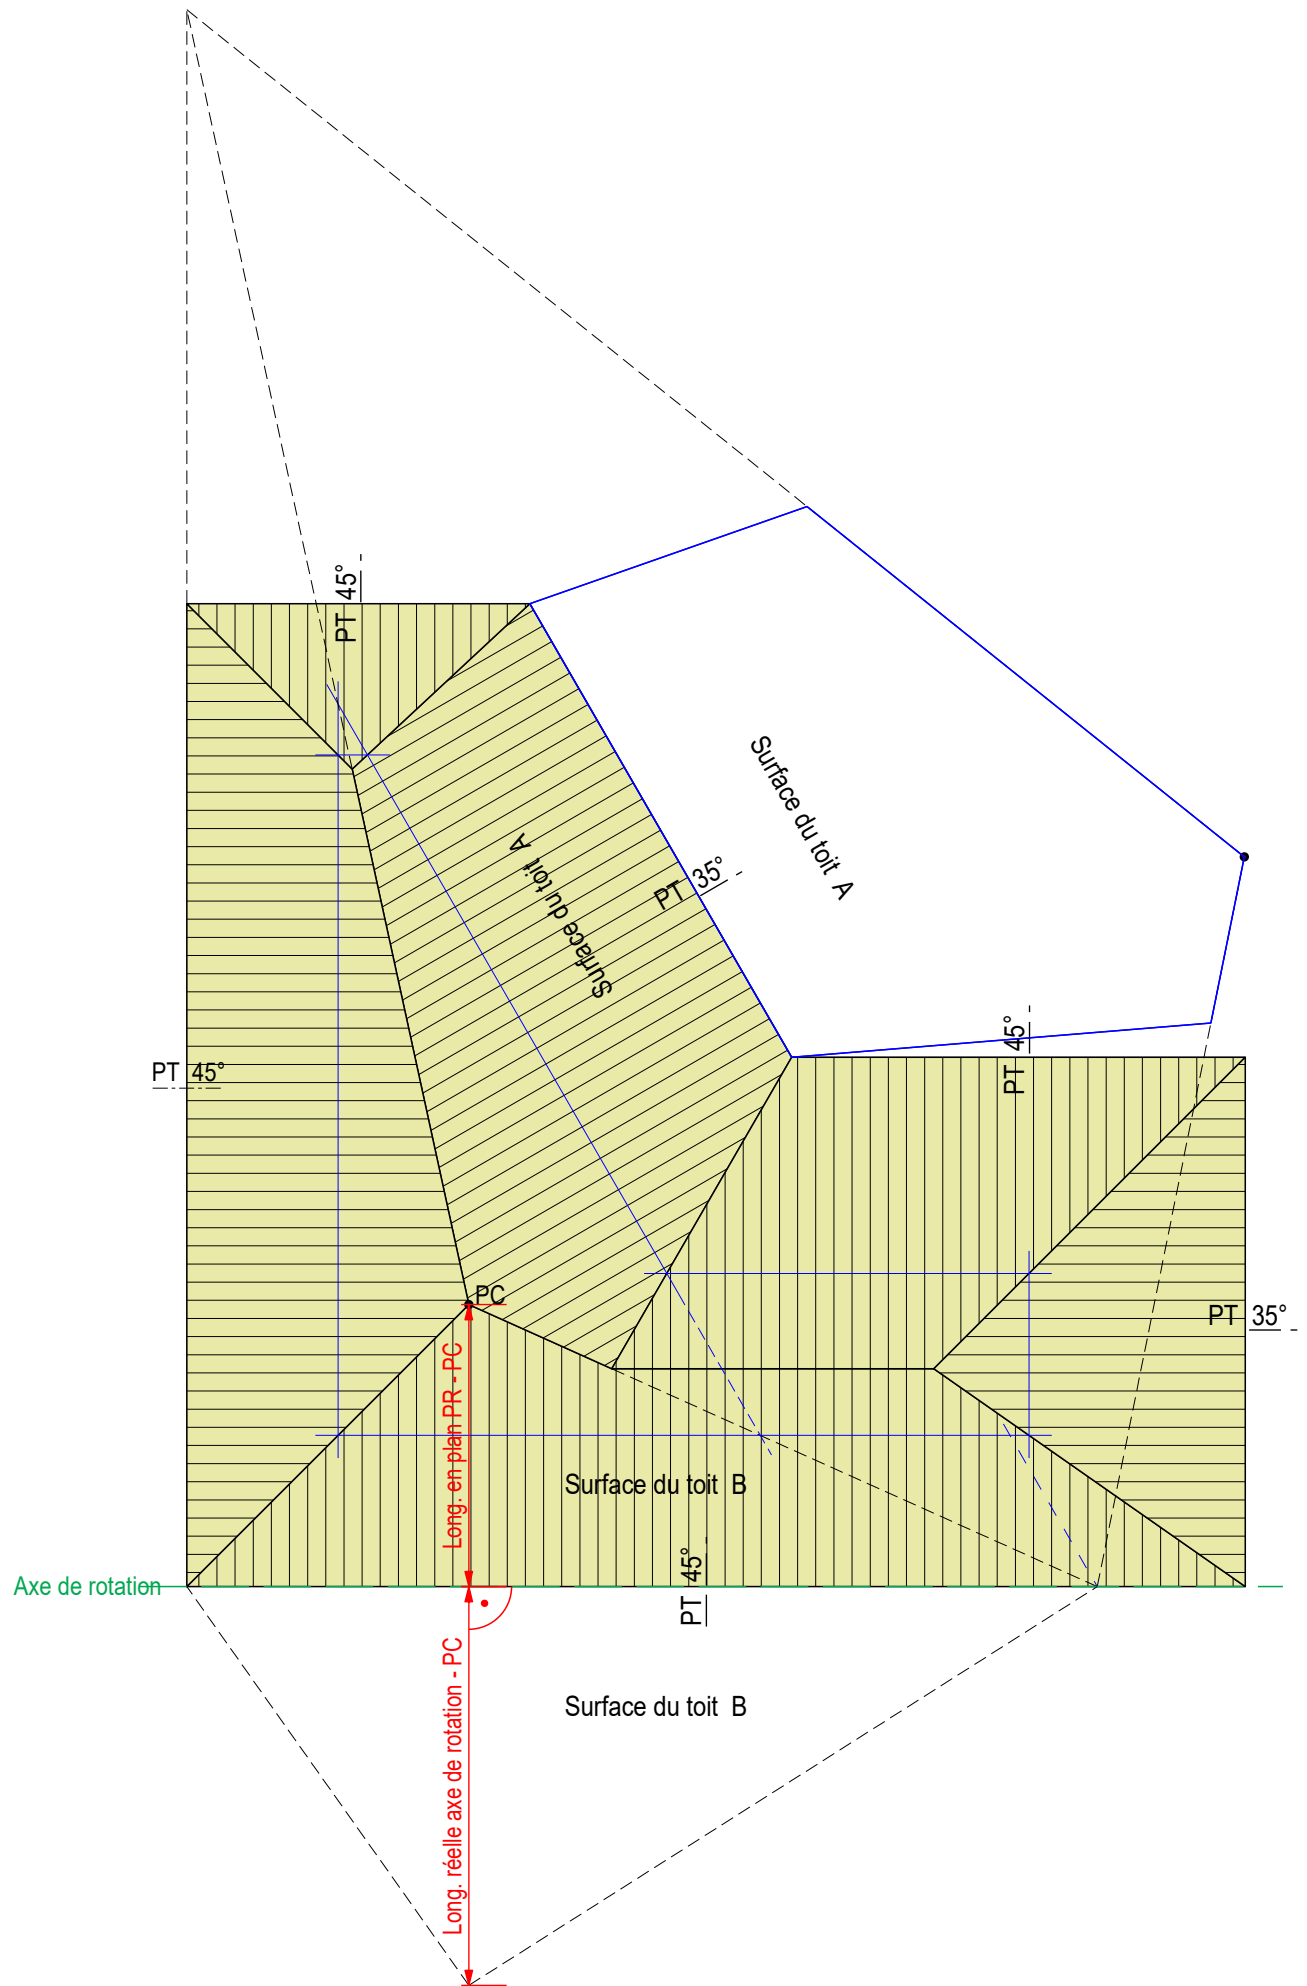 PT 45°
Surface du toit A
PT 35°
Surface du toit A
PT 45°
PT 45°
PC
PT 35°
Long. en plan PR - PC
Surface du toit B
Axe de rotation
PT 45°
Long. réelle axe de rotation - PC
Surface du toit B